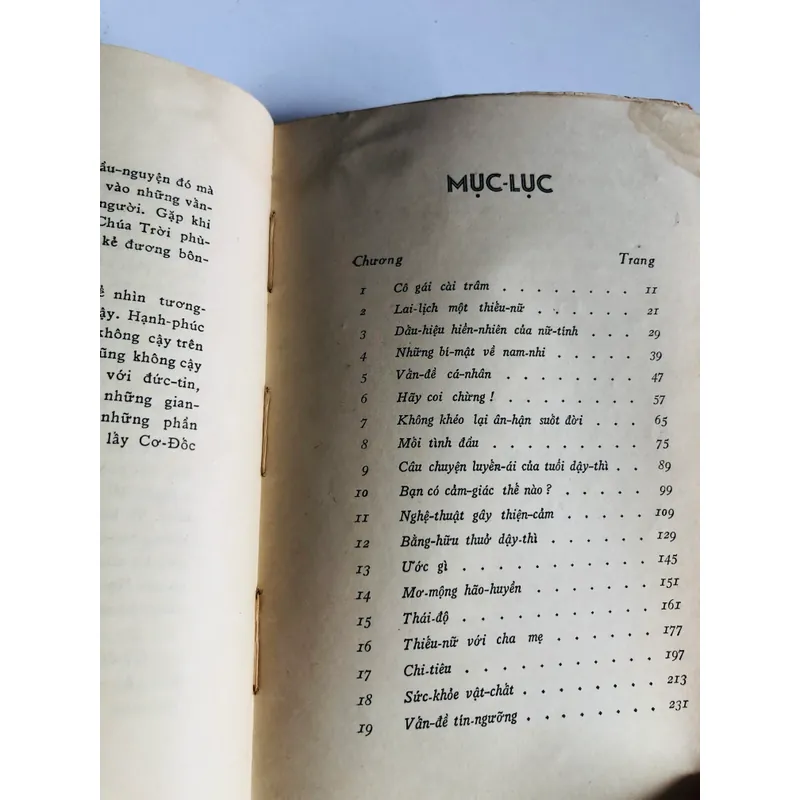 ầu-nguyện đó mà
vào những vấn-
người. Gặp khi
Chúa Trời phù-
kẻ đương bôn-
nhìn tương-
ậy. Hạnh-phúc
không cậy trên
ũng không cậy
với đức-tin,
những gian-
những phần
lấy Cơ-Đốc
MỤC-LỤC
Chương Trang
1 Cô gái cài trâm . . . . . . . . 11
2 Lai-lịch một thiếu-nữ . . . . . . . 21
3 Dấu-hiệu hiển-nhiên của nữ-tính . . . 29
4 Những bí-mật về nam-nhi . . . . . . 39
5 Vấn-đề cá-nhân . . . . . . . . 47
6 Hãy coi chừng ! . . . . . . . . 57
7 Không khéo lại ân-hận suốt đời . . . . 65
8 Mối tình đầu . . . . . . . . . 75
9 Câu chuyện luyến-ái của tuổi dậy-thì . . 89
10 Bạn có cảm-giác thế nào ? . . . . . 99
11 Nghệ-thuật gây thiện-cảm . . . . . 109
12 Bằng-hữu thuở dậy-thì . . . . . . 129
13 Ước gì . . . . . . . . . . . 145
14 Mơ-mộng hão-huyền . . . . . . . 151
15 Thái-độ . . . . . . . . . . . 161
16 Thiếu-nữ với cha mẹ . . . . . . 177
17 Chi-tiêu . . . . . . . . . . 197
18 Sức-khỏe vật-chất . . . . . . . 213
19 Vấn-đề tín-ngưỡng . . . . . . . 231